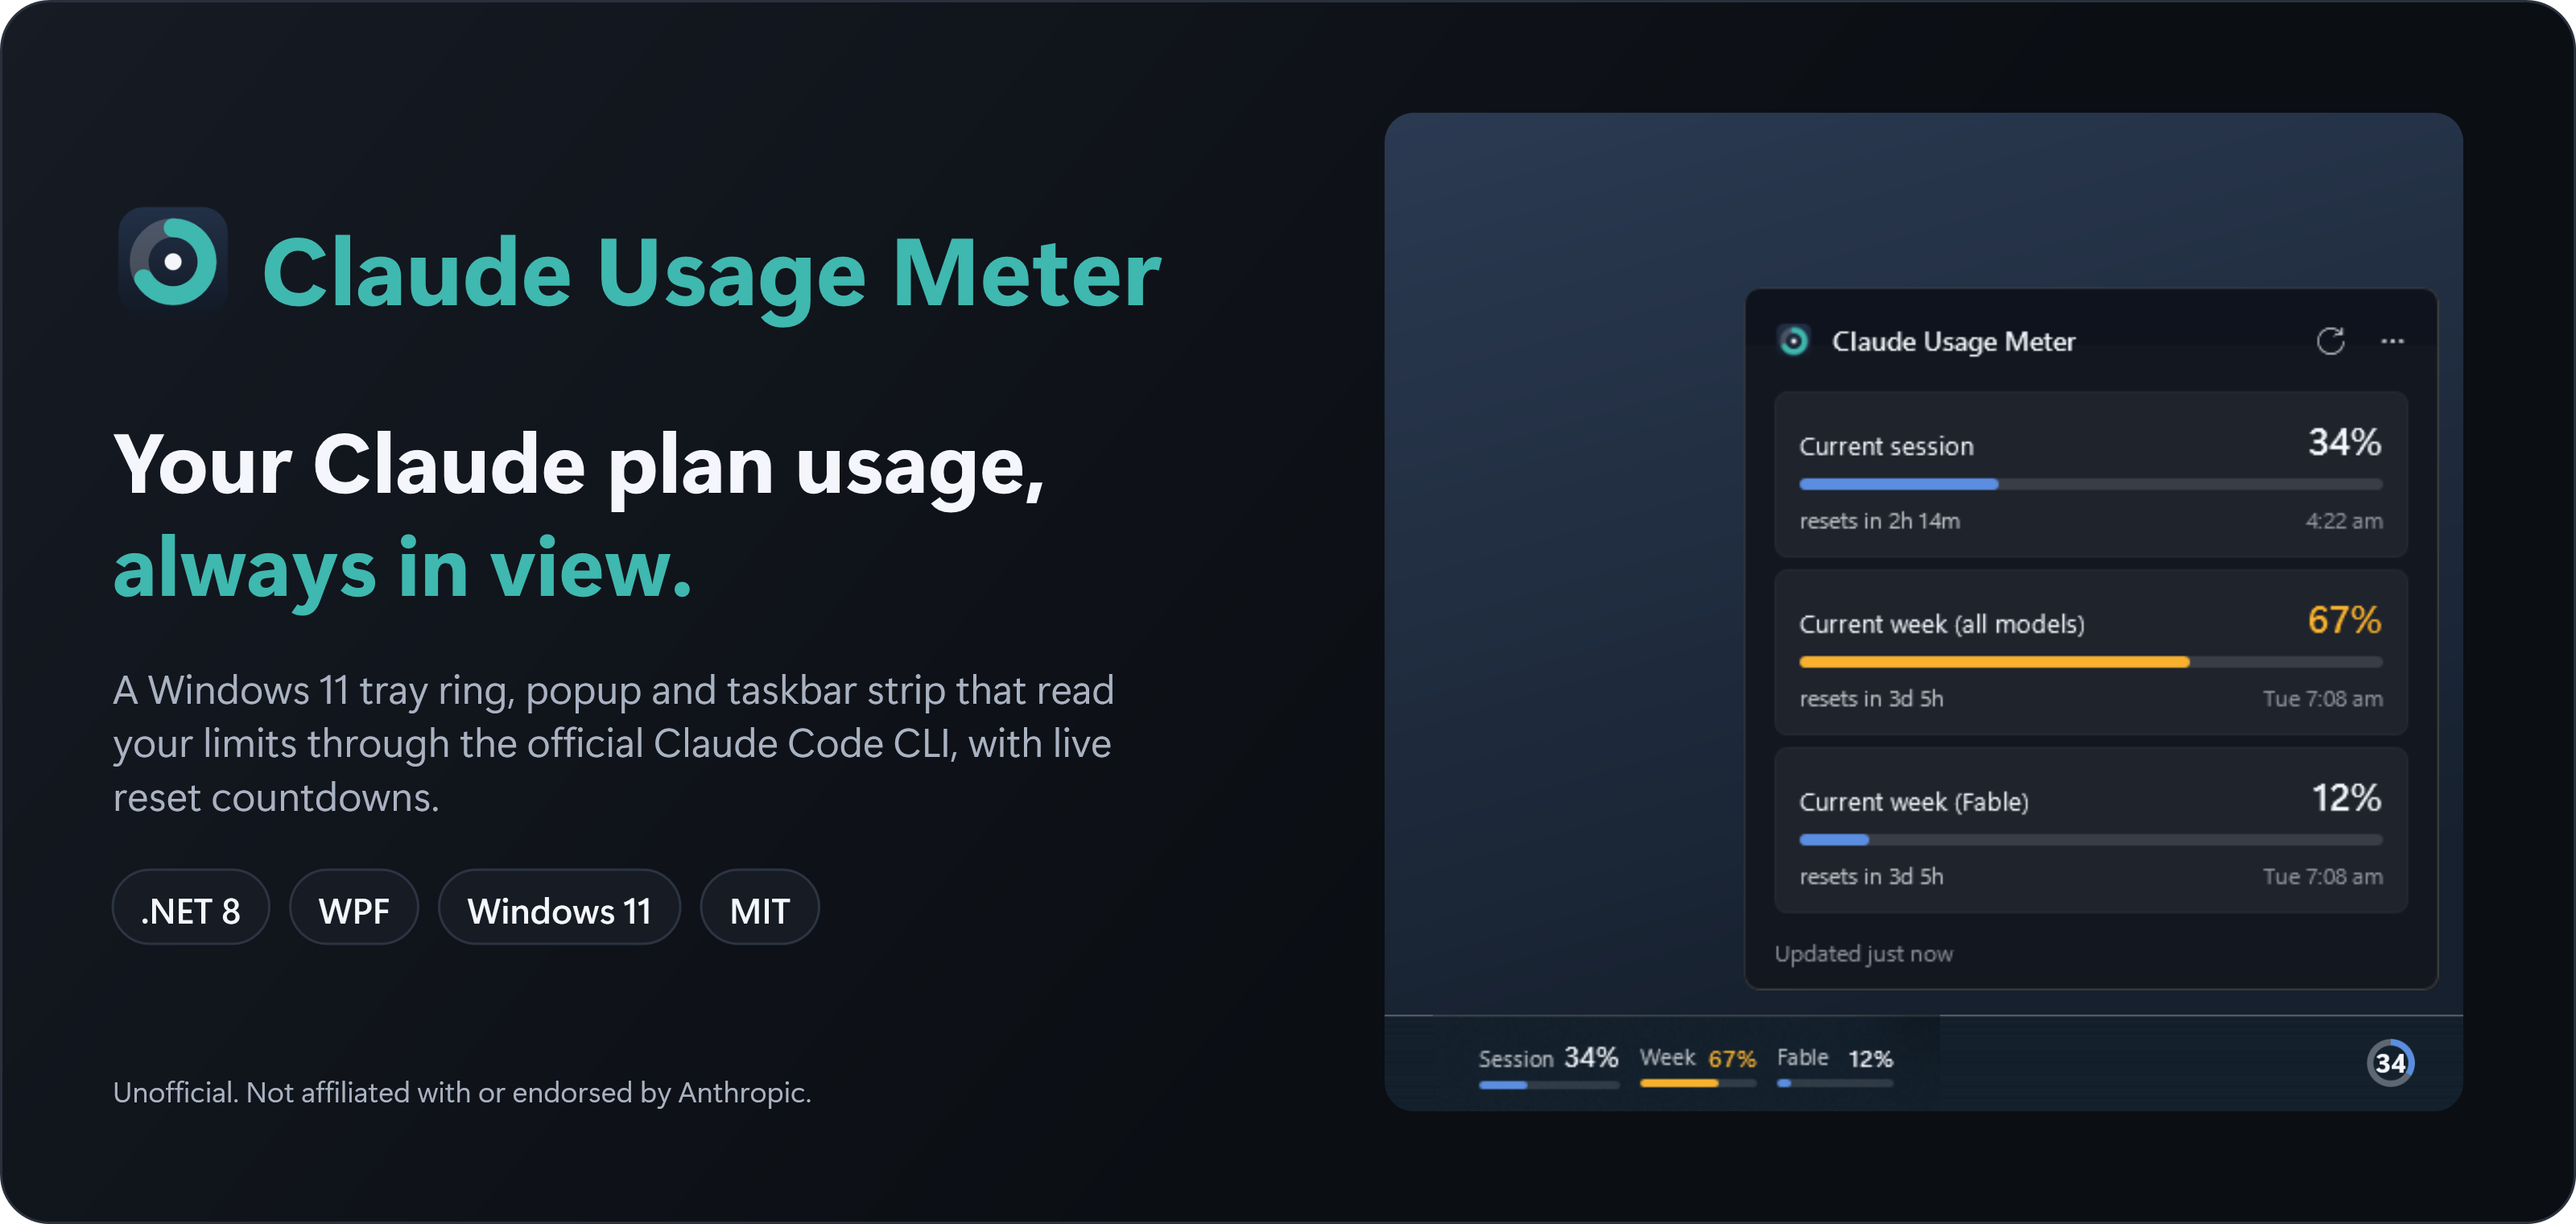 Claude Usage Meter
Your Claude plan usage,
always in view.
A Windows 11 tray ring, popup and taskbar strip that read
your limits through the official Claude Code CLI, with live
reset countdowns.
.NET 8 WPF Windows 11 MIT
Unofficial. Not affiliated with or endorsed by Anthropic.
Claude Usage Meter
Current session 34%
resets in 2h 14m 4:22 am
Current week (all models) 67%
resets in 3d 5h Tue 7:08 am
Current week (Fable) 12%
resets in 3d 5h Tue 7:08 am
Updated just now
Session 34% Week 67% Fable 12% 34